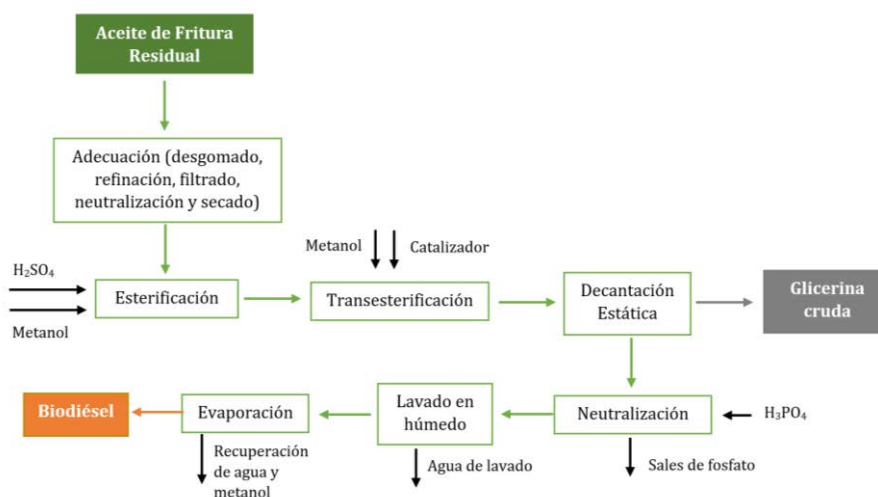 Aceite de Fritura
Residual
Adecuación (desgomado,
refinación, filtrado,
neutralización y secado)
H₂SO₄
Metanol
Esterificación
Metanol
Catalizador
Transesterificación
Decantación
Estática
Glicerina
cruda
Biodiésel
Evaporación
Recuperación
de agua y
metanol
Lavado en
húmedo
Agua de lavado
Neutralización
H₃PO₄
Sales de fosfato